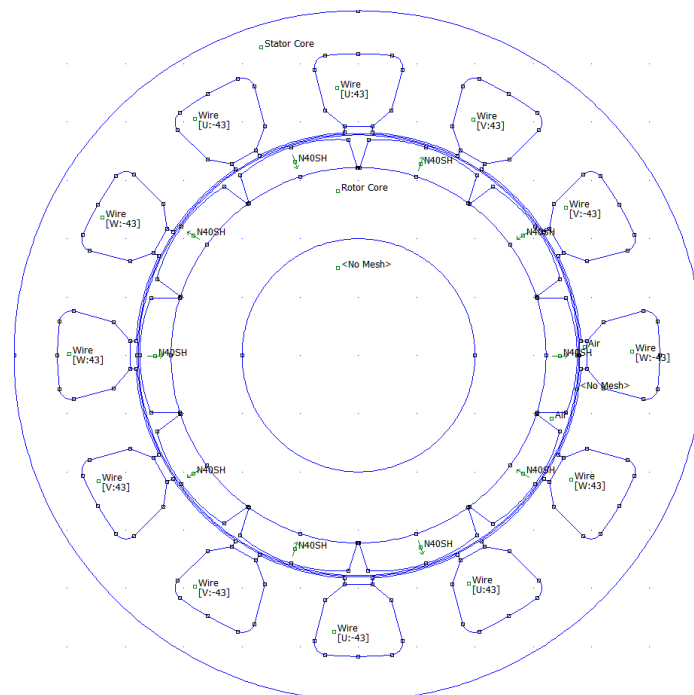 Stator Core
Wire
[U:43]
Wire
[U:-43]
Wire
[V:43]
N40SH
N40SH
Rotor Core
Wire
[W:-43]
Wire
[V:-43]
N40SH
N40SH
<No Mesh>
Wire
[W:43]
N40SH
N40SH
Air
Wire
[W:-43]
<No Mesh>
Air
Wire
[V:43]
N40SH
N40SH
Wire
[W:43]
N40SH
N40SH
Wire
[V:-43]
Wire
[U:43]
Wire
[U:-43]